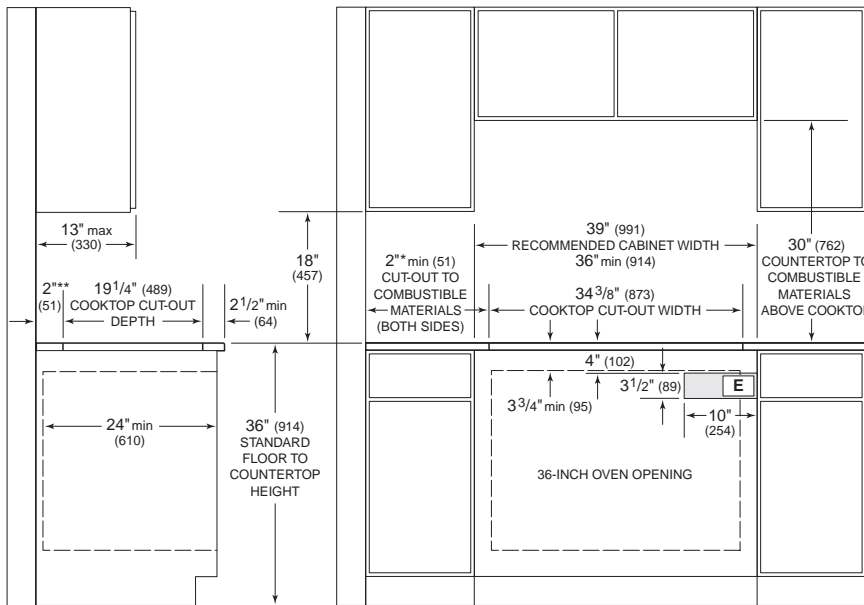 13" max
(330)
18"
(457)
2"**
(51)
19 1/4" (489)
COOKTOP CUT-OUT
DEPTH
2 1/2" min
(64)
24" min
(610)
36" (914)
STANDARD
FLOOR TO
COUNTERTOP
HEIGHT
39" (991)
RECOMMENDED CABINET WIDTH
36" min (914)
2"* min (51)
CUT-OUT TO
COMBUSTIBLE
MATERIALS
(BOTH SIDES)
34 3/8" (873)
COOKTOP CUT-OUT WIDTH
30" (762)
COUNTERTOP TO
COMBUSTIBLE
MATERIALS
ABOVE COOKTOP
4" (102)
3 1/2" (89)
E
3 3/4" min (95)
10"
(254)
36-INCH OVEN OPENING